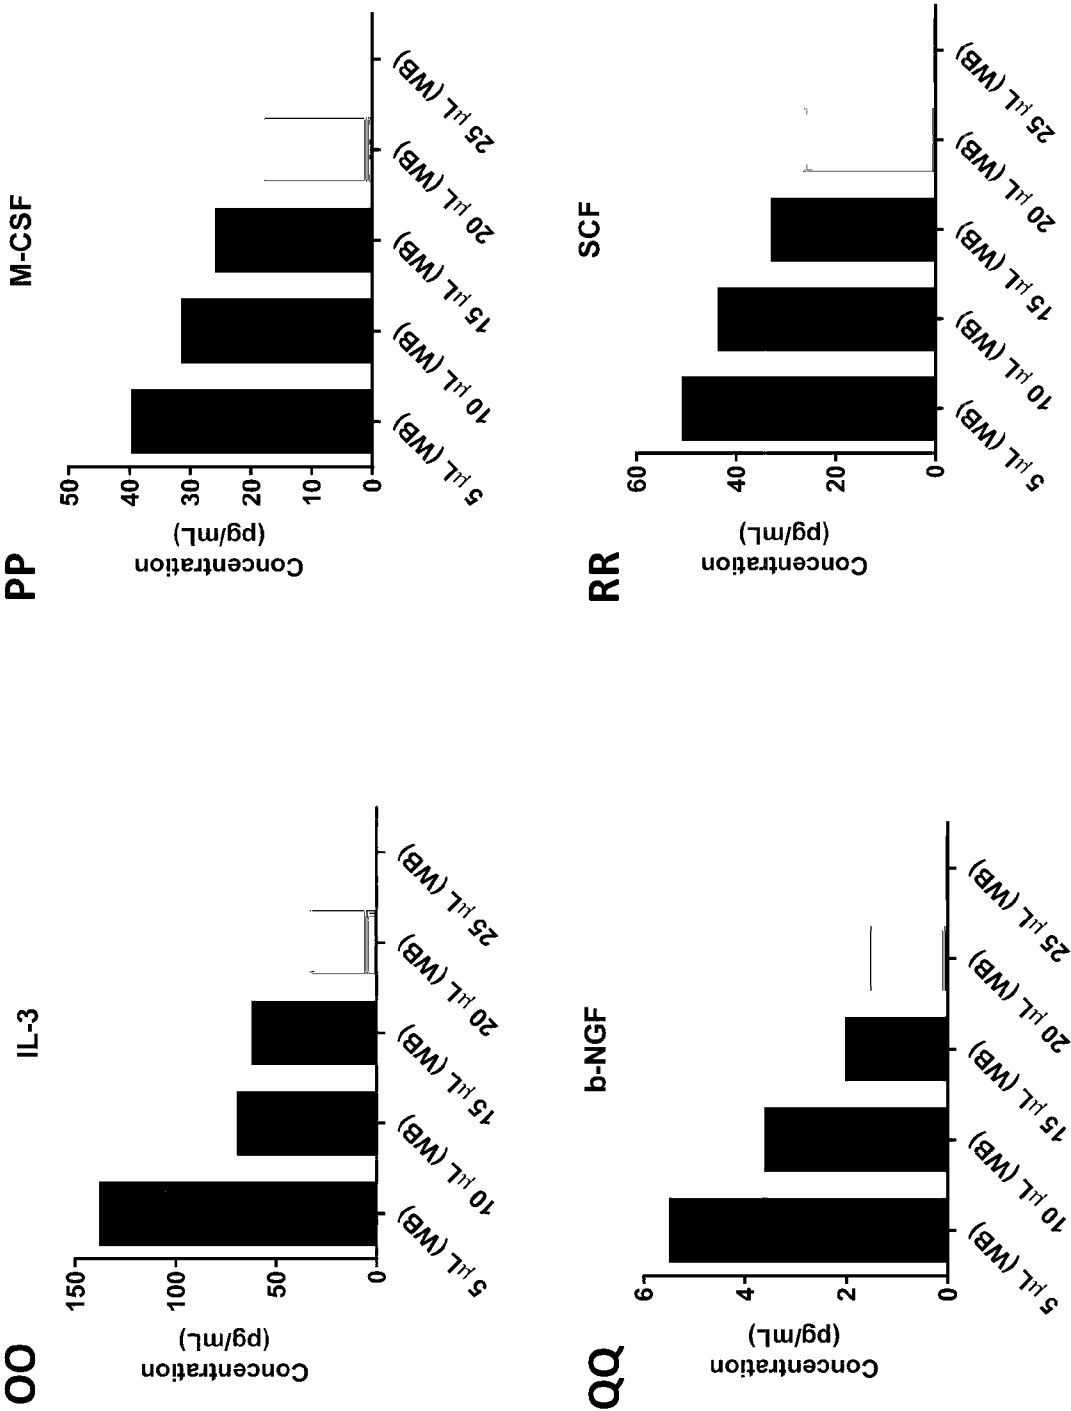 OO
IL-3
Concentration
(pg/mL)
150
100
50
0
5 µL (WB)
10 µL (WB)
15 µL (WB)
20 µL (WB)
25 µL (WB)
PP
M-CSF
Concentration
(pg/mL)
50
40
30
20
10
0
5 µL (WB)
10 µL (WB)
15 µL (WB)
20 µL (WB)
25 µL (WB)
QQ
b-NGF
Concentration
(pg/mL)
6
4
2
0
5 µL (WB)
10 µL (WB)
15 µL (WB)
20 µL (WB)
25 µL (WB)
RR
SCF
Concentration
(pg/mL)
60
40
20
0
5 µL (WB)
10 µL (WB)
15 µL (WB)
20 µL (WB)
25 µL (WB)